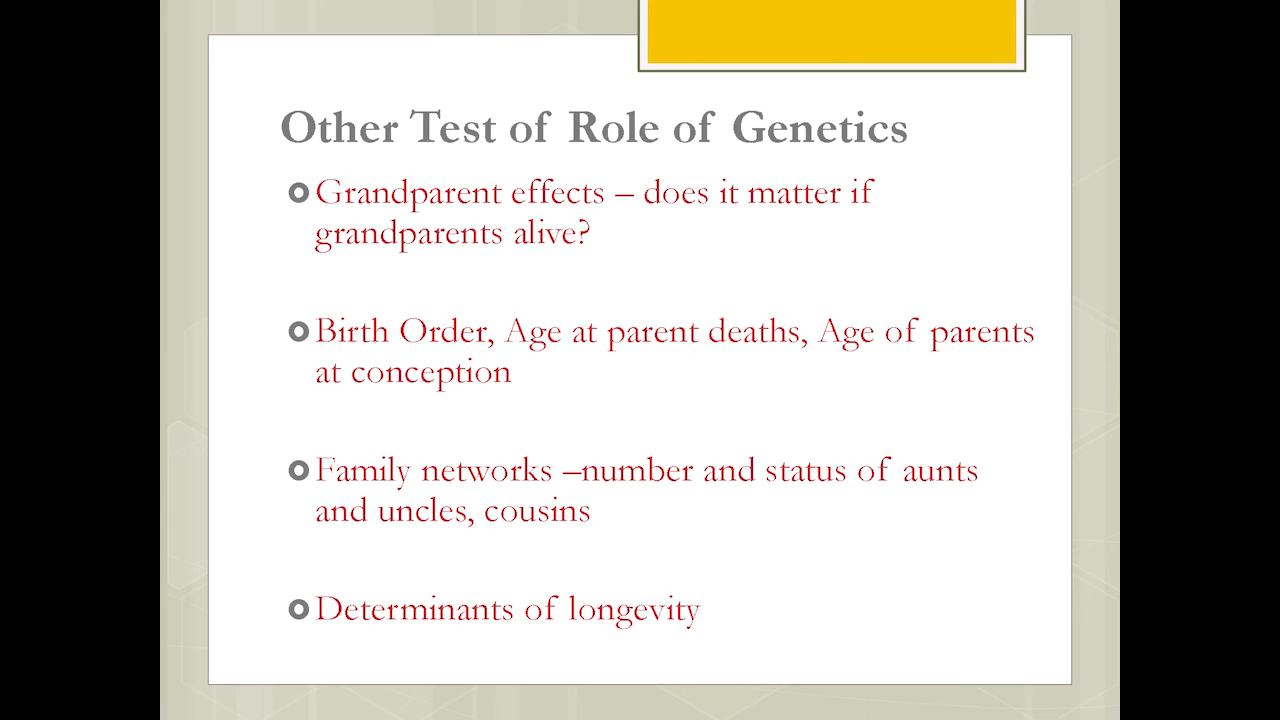 Other Test of Role of Genetics
Grandparent effects – does it matter if
grandparents alive?
Birth Order, Age at parent deaths, Age of parents
at conception
Family networks –number and status of aunts
and uncles, cousins
Determinants of longevity